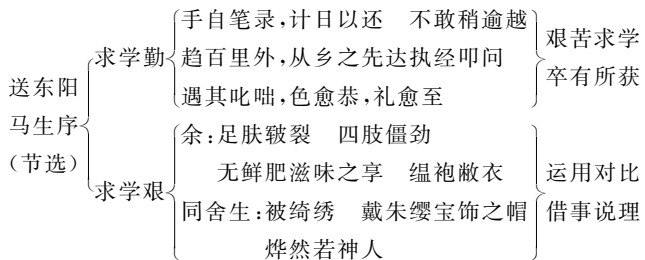 送东阳
马生序
(节选)
求学勤
手自笔录,计日以还 不敢稍逾越
趋百里外,从乡之先达执经叩问
遇其叱咄,色愈恭,礼愈至
艰苦求学
卒有所获
求学艰
余:足肤皲裂 四肢僵劲
无鲜肥滋味之享 缊袍敝衣
同舍生:被绮绣 戴朱缨宝饰之帽
烨然若神人
运用对比
借事说理